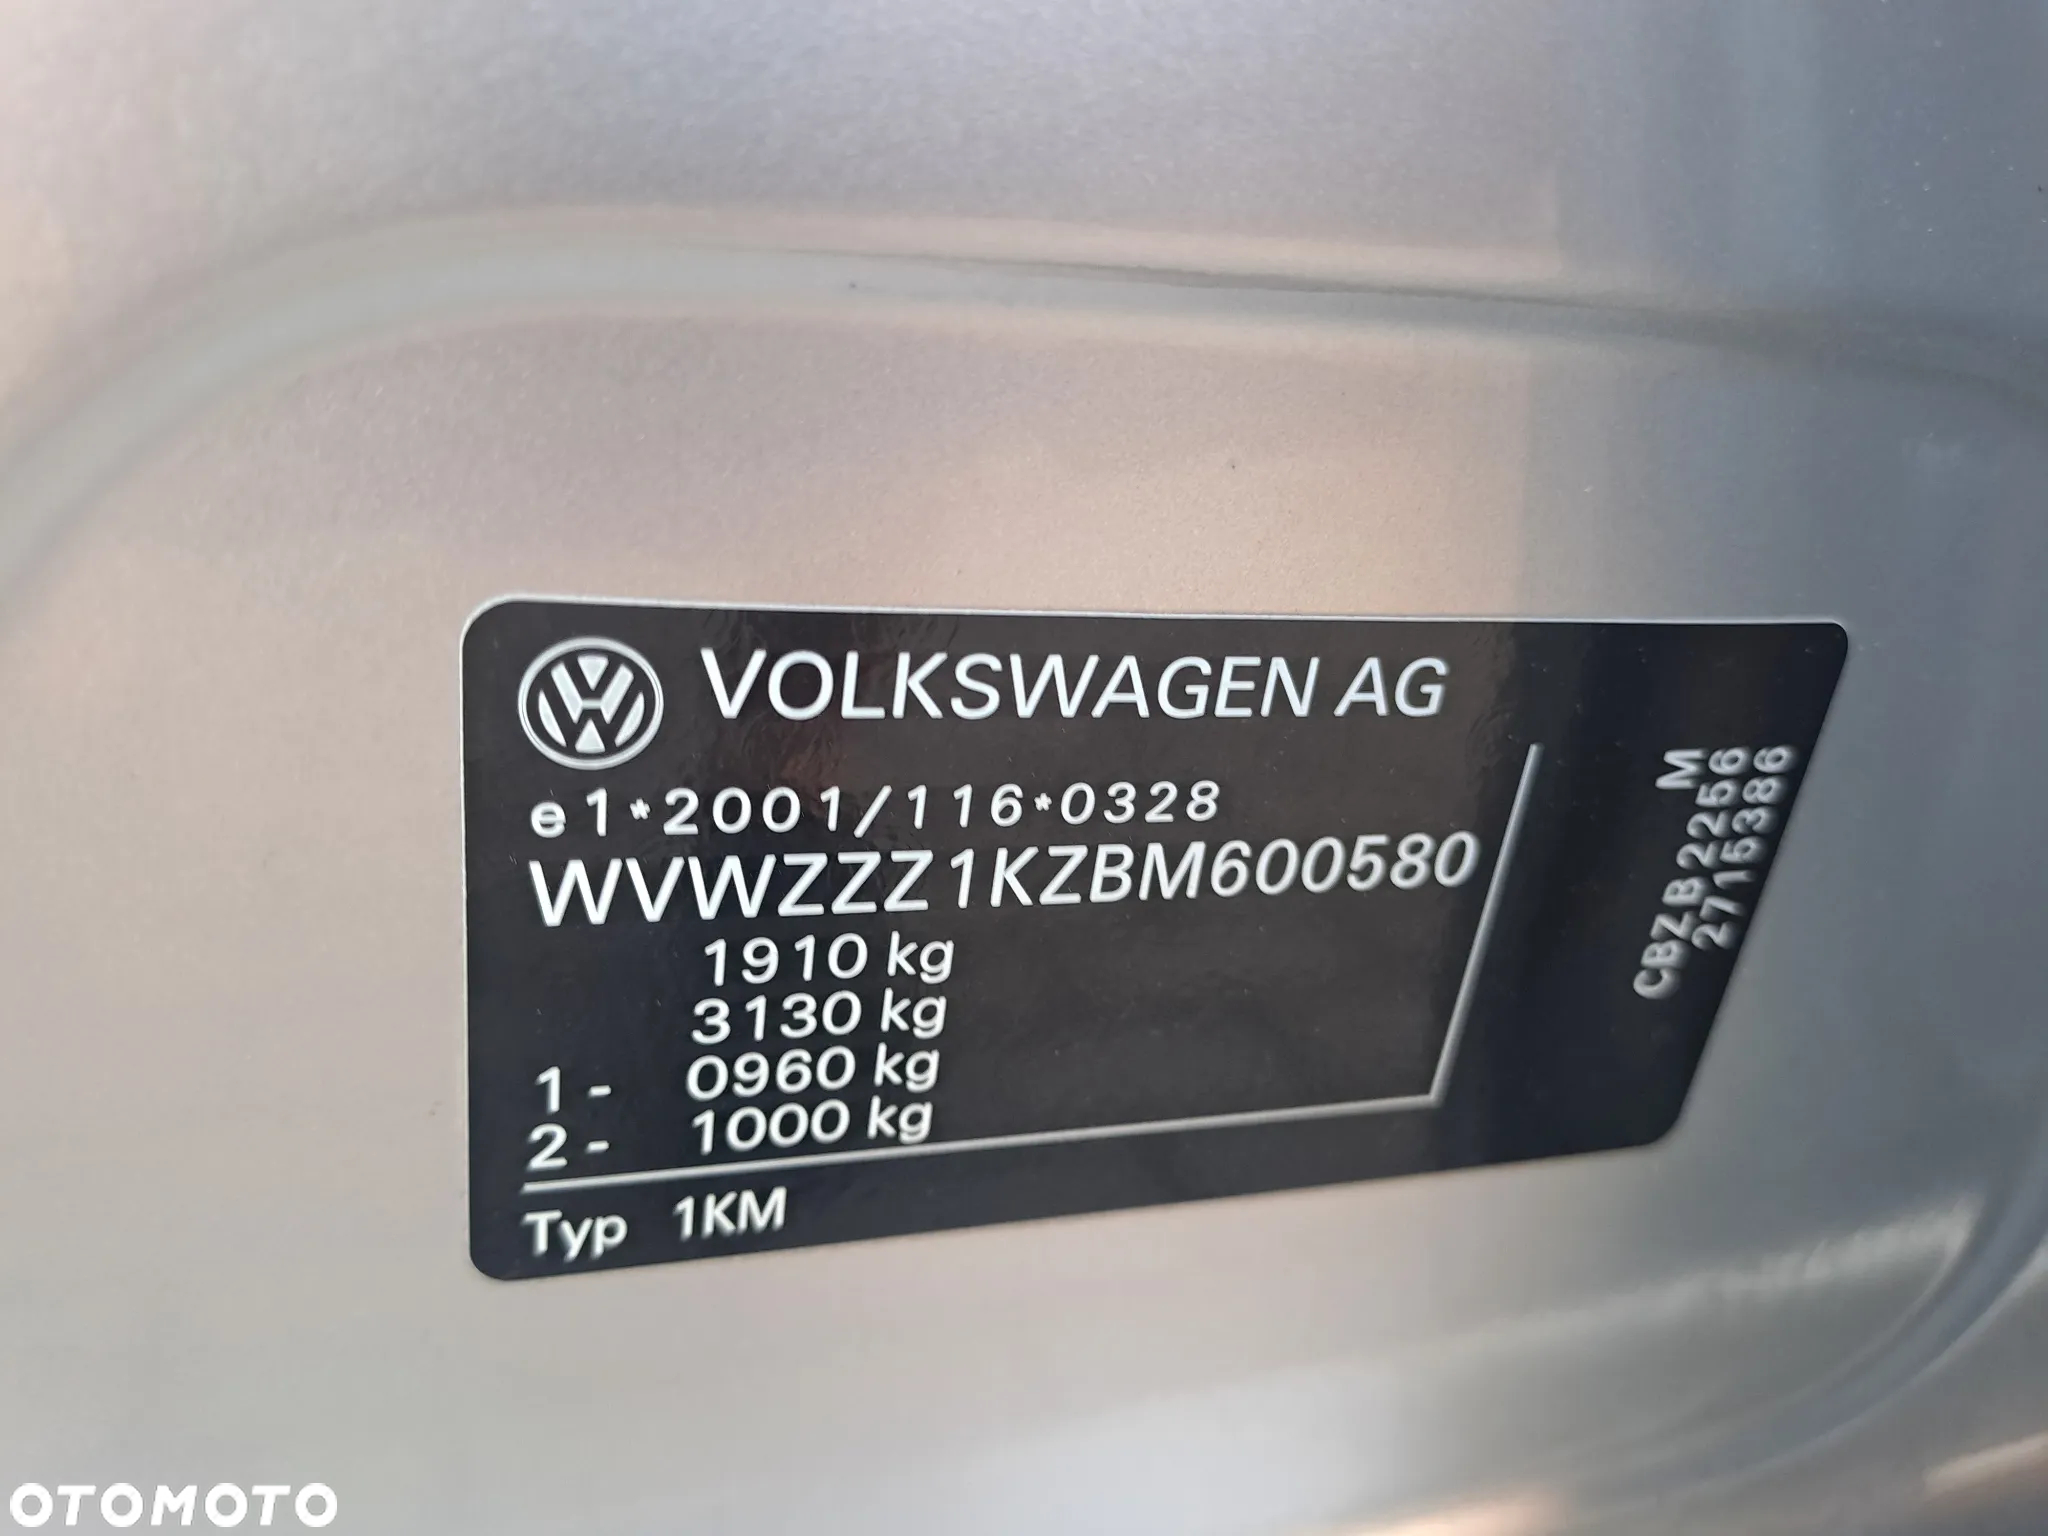 VOLKSWAGEN AG
e1*2001/116*0328
WVWZZZ1KZBM600580
1910 kg
3130 kg
1- 0960 kg
2- 1000 kg
Typ 1KM
M
CBZB2256
2715386
OTOMOTO